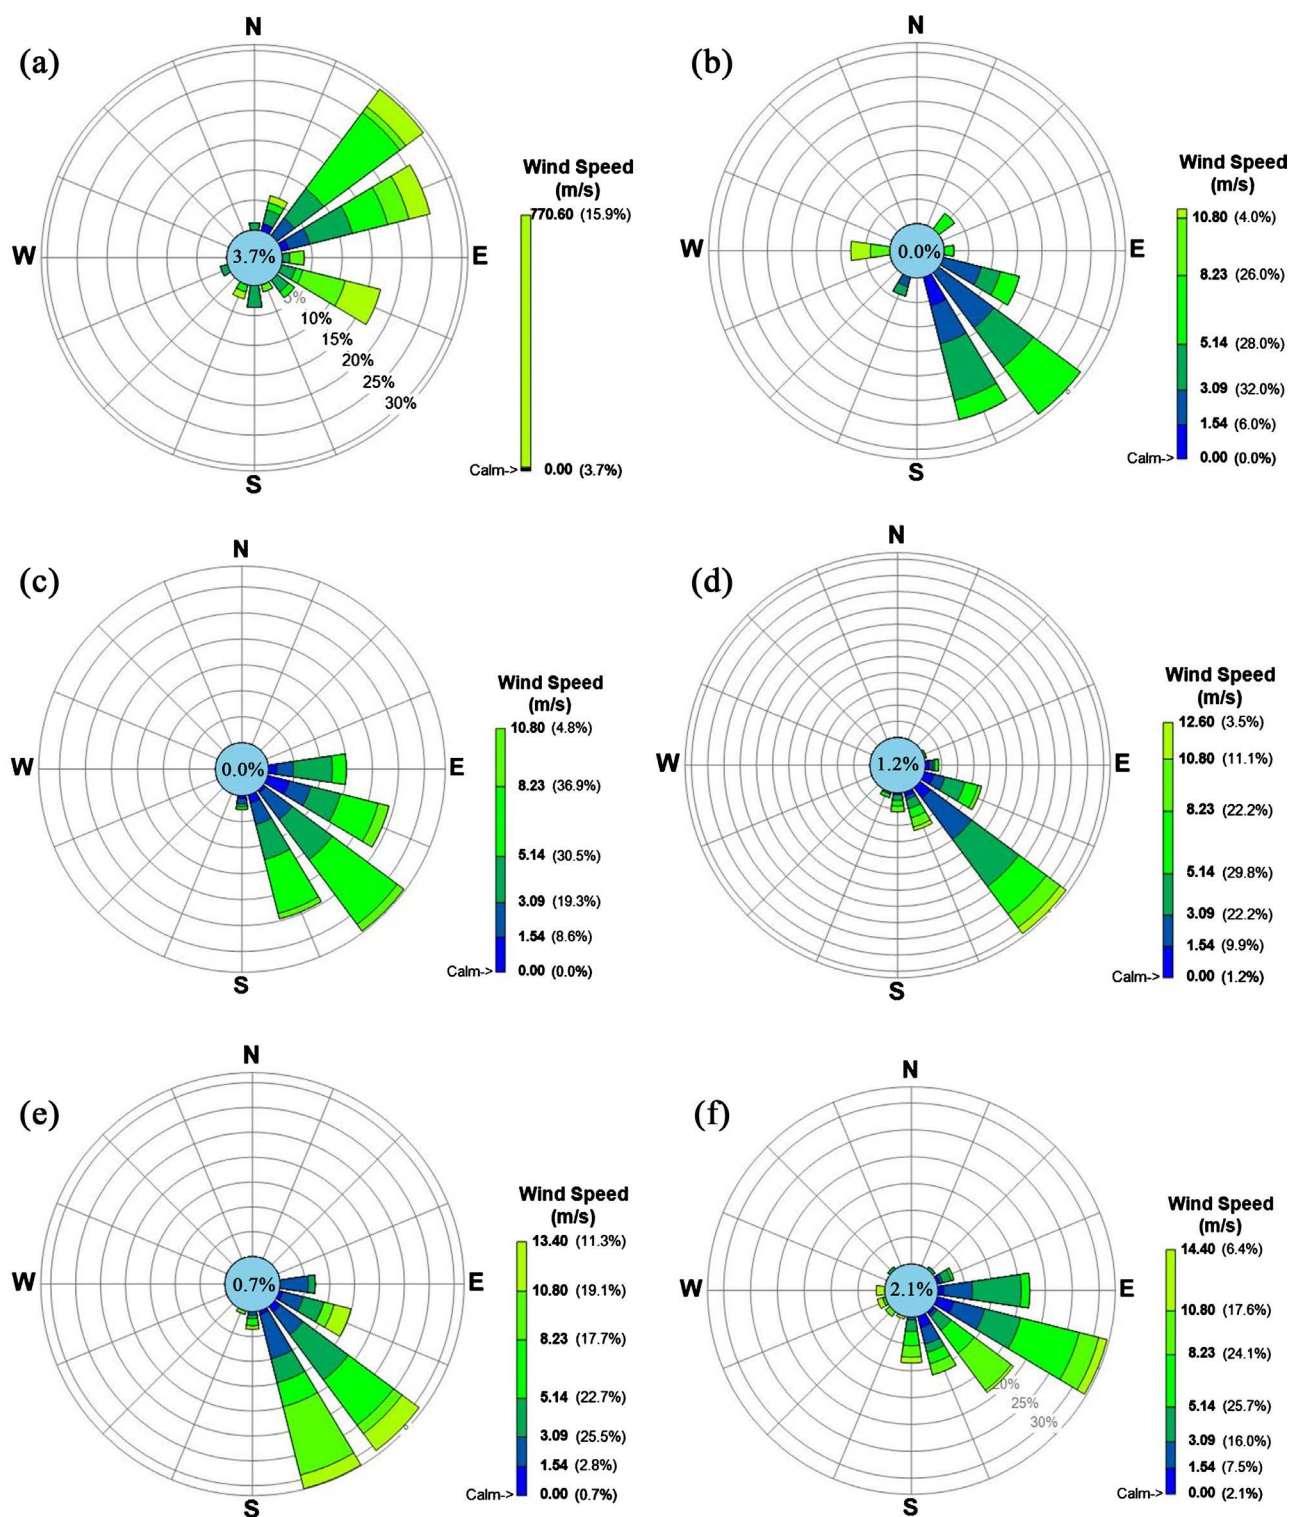 (a)
N
W
E
S
3.7%
5%
10%
15%
20%
25%
30%
Wind Speed
(m/s)
770.60 (15.9%)
Calm-> 0.00 (3.7%)
(b)
N
W
E
S
0.0%
Wind Speed
(m/s)
10.80 (4.0%)
8.23 (26.0%)
5.14 (28.0%)
3.09 (32.0%)
1.54 (6.0%)
Calm-> 0.00 (0.0%)
(c)
N
W
E
S
0.0%
Wind Speed
(m/s)
10.80 (4.8%)
8.23 (36.9%)
5.14 (30.5%)
3.09 (19.3%)
1.54 (8.6%)
Calm-> 0.00 (0.0%)
(d)
N
W
E
S
1.2%
Wind Speed
(m/s)
12.60 (3.5%)
10.80 (11.1%)
8.23 (22.2%)
5.14 (29.8%)
3.09 (22.2%)
1.54 (9.9%)
Calm-> 0.00 (1.2%)
(e)
N
W
E
S
0.7%
Wind Speed
(m/s)
13.40 (11.3%)
10.80 (19.1%)
8.23 (17.7%)
5.14 (22.7%)
3.09 (25.5%)
1.54 (2.8%)
Calm-> 0.00 (0.7%)
(f)
N
W
E
S
2.1%
20%
25%
30%
Wind Speed
(m/s)
14.40 (6.4%)
10.80 (17.6%)
8.23 (24.1%)
5.14 (25.7%)
3.09 (16.0%)
1.54 (7.5%)
Calm-> 0.00 (2.1%)